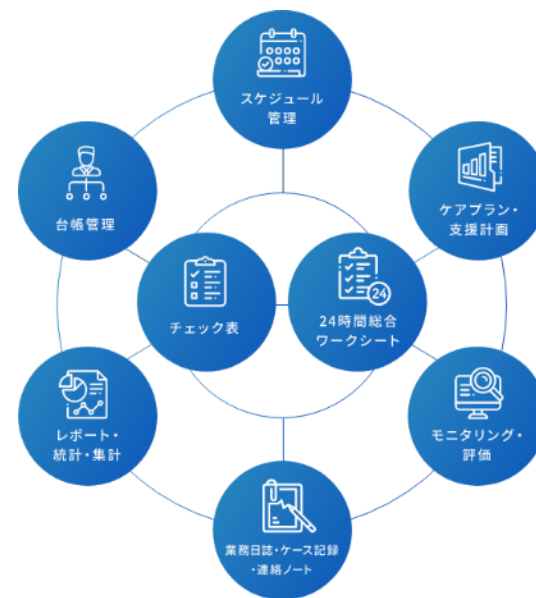 スケジュール
管理
台帳管理
ケアプラン・
支援計画
チェック表
24
24時間総合
ワークシート
レポート・
統計・集計
モニタリング・
評価
業務日誌・ケース記録
・連絡ノート